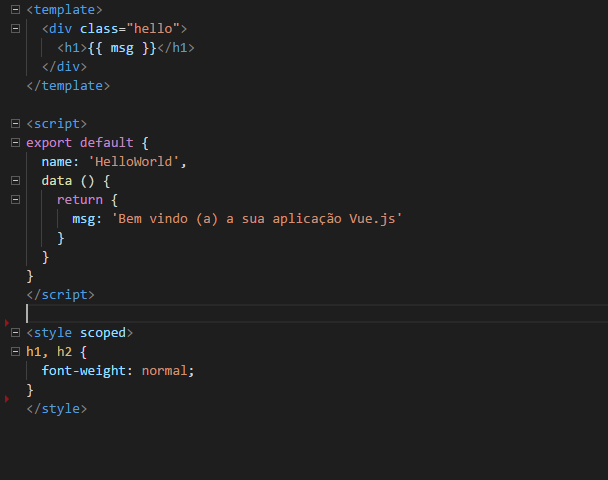 <template>
<div class="hello">
<h1>{{ msg }}</h1>
</div>
</template>
<script>
export default {
name: 'HelloWorld',
data () {
return {
msg: 'Bem vindo (a) a sua aplicação Vue.js'
}
}
}
</script>
<style scoped>
h1, h2 {
font-weight: normal;
}
</style>